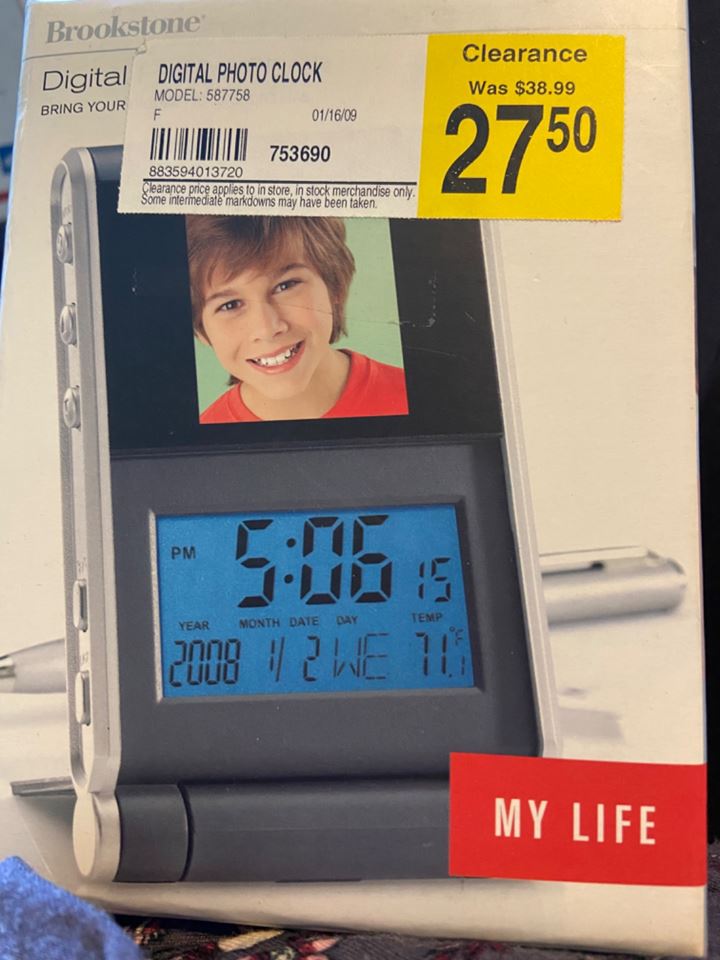 Brookstone®
Digital
BRING YOUR
DIGITAL PHOTO CLOCK
MODEL: 587758
F 01/16/09
883594013720 753690
Clearance price applies to in store, in stock merchandise only.
Some intermediate markdowns may have been taken.
Clearance
Was $38.99
27 50
PM 5:06 15
YEAR MONTH DATE DAY TEMP
2008 1/ 2 WE 71.1 °F
MY LIFE